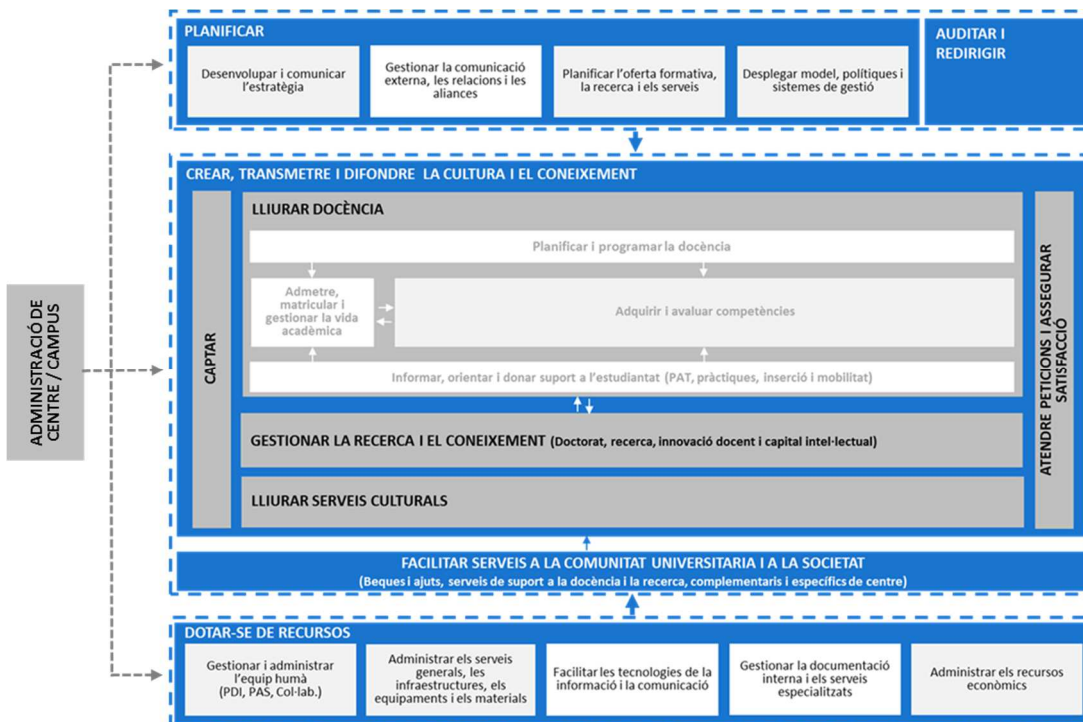 PLANIFICAR
AUDITAR I
REDIRIGIR
Desenvolupar i comunicar
l'estratègia
Gestionar la comunicació
externa, les relacions i les
aliances
Planificar l'oferta formativa,
la recerca i els serveis
Desplegar model, polítiques i
sistemes de gestió
CREAR, TRANSMETRE I DIFONDRE LA CULTURA I EL CONEIXEMENT
ADMINISTRACIÓ DE
CENTRE / CAMPUS
CAPTAR
LLIURAR DOCÈNCIA
Planificar i programar la docència
Admetre,
matricular i
gestionar la vida
acadèmica
Adquirir i avaluar competències
Informar, orientar i donar suport a l'estudiantat (PAT, pràctiques, inserció i mobilitat)
GESTIONAR LA RECERCA I EL CONEIXEMENT (Doctorat, recerca, innovació docent i capital intel·lectual)
LLIURAR SERVEIS CULTURALS
ATENDRE PETICIONS I ASSEGURAR
SATISFACCIÓ
FACILITAR SERVEIS A LA COMUNITAT UNIVERSITARIA I A LA SOCIETAT
(Beques i ajuts, serveis de suport a la docència i la recerca, complementaris i específics de centre)
DOTAR-SE DE RECURSOS
Gestionar i administrar
l'equip humà
(PDI, PAS, Col·lab.)
Administrar els serveis
generals, les
infraestructures, els
equipaments i els materials
Facilitar les tecnologies de la
informació i la comunicació
Gestionar la documentació
interna i els serveis
especialitzats
Administrar els recursos
econòmics